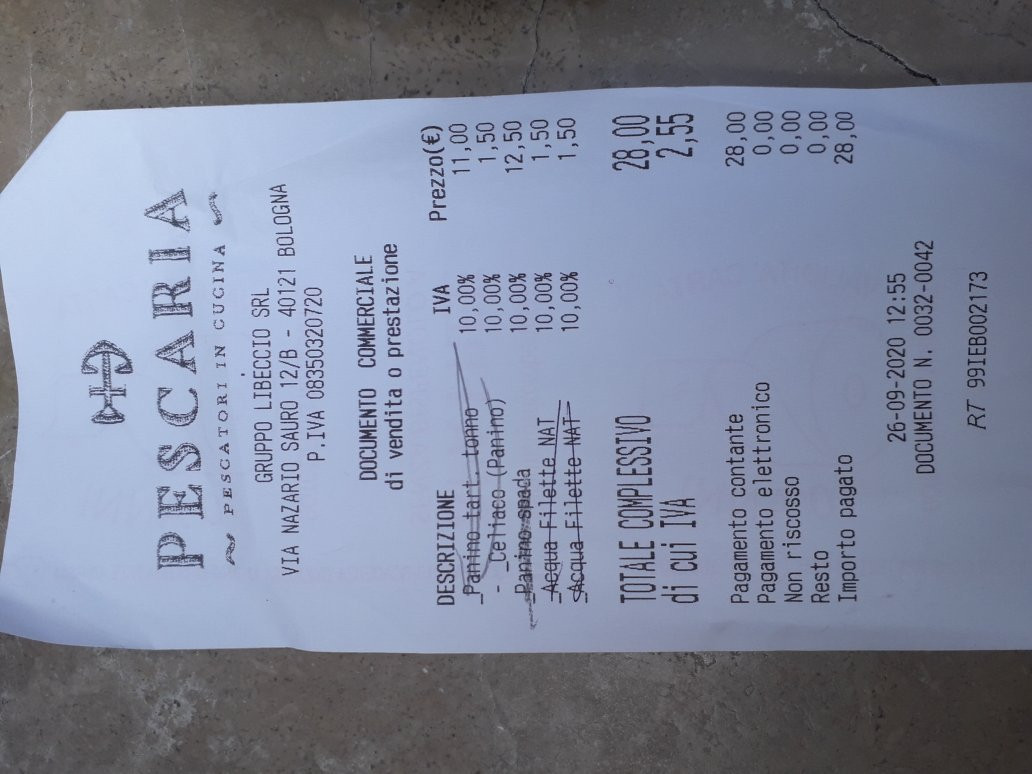 PESCARIA
~ PESCATORI IN CUCINA ~
GRUPPO LIBECCIO SRL
VIA NAZARIO SAURO 12/B - 40121 BOLOGNA
P.IVA 08350320720
DOCUMENTO COMMERCIALE
di vendita o prestazione
DESCRIZIONE IVA Prezzo(€)
_Panino tart. tonno 10,00% 11,00
- _Celiaco (Panino) 10,00% 1,50
_Panino spada 10,00% 12,50
_Acqua Filette NAT 10,00% 1,50
_Acqua Filette NAT 10,00% 1,50
TOTALE COMPLESSIVO 28,00
di cui IVA 2,55
Pagamento contante 28,00
Pagamento elettronico 0,00
Non riscosso 0,00
Resto 0,00
Importo pagato 28,00
26-09-2020 12:55
DOCUMENTO N. 0032-0042
RT 99IEB002173